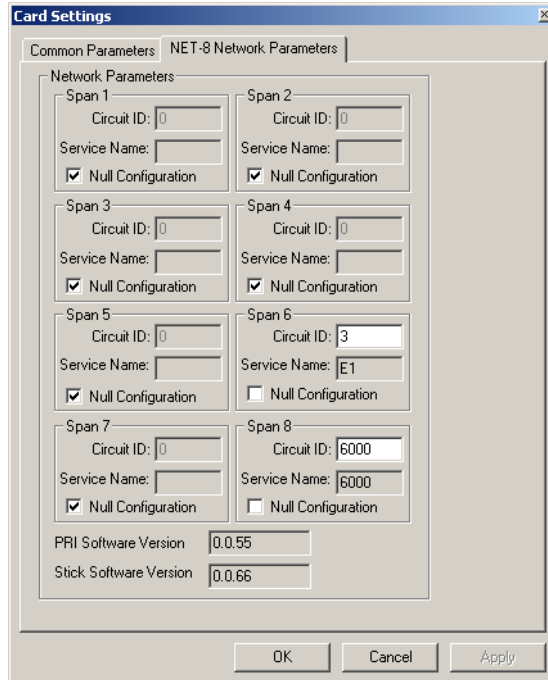 Card Settings
Common Parameters
NET-8 Network Parameters
Network Parameters
Span 1
Circuit ID: 0
Service Name:
Null Configuration
Span 2
Circuit ID: 0
Service Name:
Null Configuration
Span 3
Circuit ID: 0
Service Name:
Null Configuration
Span 4
Circuit ID: 0
Service Name:
Null Configuration
Span 5
Circuit ID: 0
Service Name:
Null Configuration
Span 6
Circuit ID: 3
Service Name: E1
Null Configuration
Span 7
Circuit ID: 0
Service Name:
Null Configuration
Span 8
Circuit ID: 6000
Service Name: 6000
Null Configuration
PRI Software Version 0.0.55
Stick Software Version 0.0.66
OK
Cancel
Apply